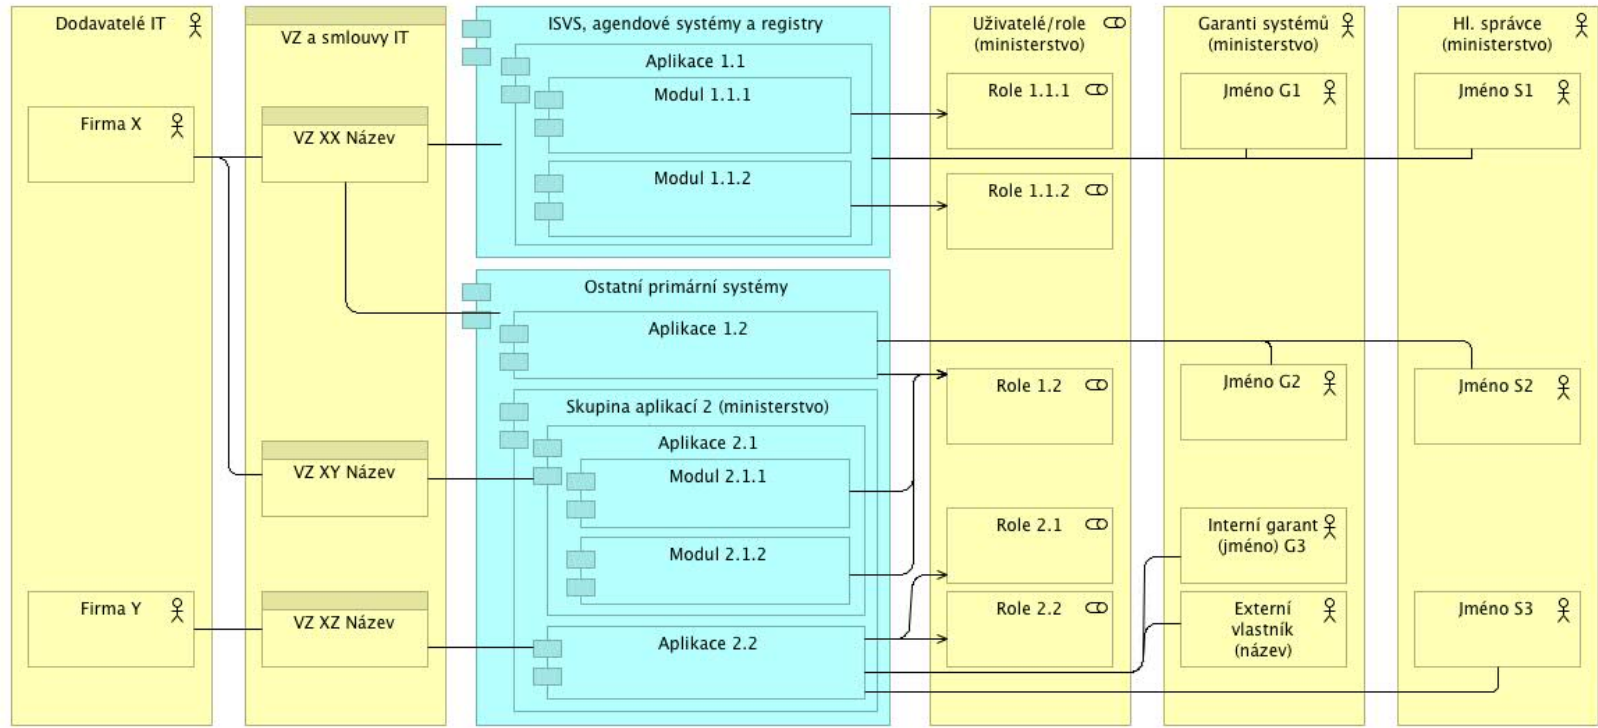 Dodavatelé IT
Firma X
Firma Y
VZ a smlouvy IT
VZ XX Název
VZ XY Název
VZ XZ Název
ISVS, agendové systémy a registry
Aplikace 1.1
Modul 1.1.1
Modul 1.1.2
Ostatní primární systémy
Aplikace 1.2
Skupina aplikací 2 (ministerstvo)
Aplikace 2.1
Modul 2.1.1
Modul 2.1.2
Aplikace 2.2
Uživatelé/role
(ministerstvo)
Role 1.1.1
Role 1.1.2
Role 1.2
Role 2.1
Role 2.2
Garanti systémů
(ministerstvo)
Jméno G1
Jméno G2
Interní garant
(jméno) G3
Externí
vlastník
(název)
Hl. správce
(ministerstvo)
Jméno S1
Jméno S2
Jméno S3